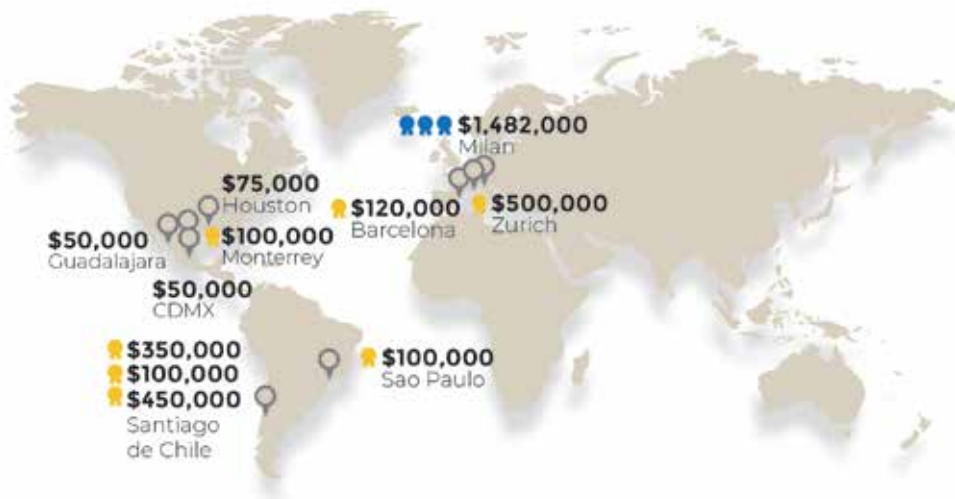 $1,482,000
Milan
$75,000
Houston
$120,000
Barcelona
$500,000
Zurich
$50,000
Guadalajara
$100,000
Monterrey
$50,000
CDMX
$350,000
$100,000
$450,000
Santiago
de Chile
$100,000
Sao Paulo